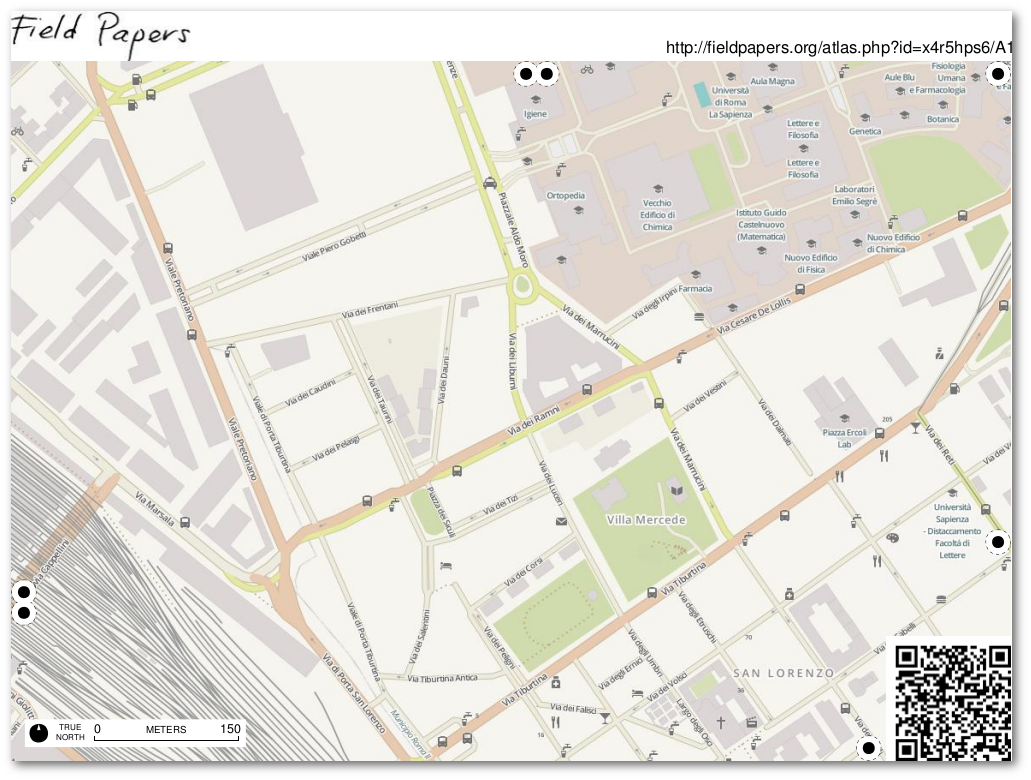 Field Papers
http://fieldpapers.org/atlas.php?id=x4r5hps6/A1
Igiene
Università
di Roma
La Sapienza
Aula Magna
Fisiologia
Umana
e Farmacologia
Aule Blu
Botanica
Genetica
Lettere e
Filosofia
Lettere e
Filosofia
Laboratori
Emilio Segrè
Ortopedia
Vecchio
Edificio di
Chimica
Istituto Guido
Castelnuovo
(Matematica)
Nuovo Edificio
di Chimica
Nuovo Edificio
di Fisica
Farmacia
Piazzale Aldo Moro
Viale Piero Gobetti
Viale Pretoriano
Via dei Frentani
Via degli Irpini
Via dei Marrucini
Via Cesare De Lollis
Via dei Liburni
Via dei Dauni
Via dei Taurini
Via dei Caudini
Viale di Porta Tiburtina
Via dei Pelasgi
Viale Pretoriano
Via dei Ramni
Via dei Vestini
Via dei Dalmati
Via dei Marrucini
Piazza Ercoli
Lab
205
Via dei Reti
Via dei Luceri
Via dei Tizi
Piazza dei Siculi
Via Marsala
Via Cappellini
Villa Mercede
Università
Sapienza
- Distaccamento
Facoltà di
Lettere
Via dei Corsi
Via Tiburtina
Via dei Salentini
Via dei Peligni
Viale di Porta Tiburtina
Via degli Etruschi
70
Via degli Umbri
Via degli Ernici
Via dei Volsci
SAN LORENZO
36
Via Tiburtina Antica
Via Tiburtina
Via di Porta San Lorenzo
Via dei Falisci
Largo degli Osci
5
16
Municipio Roma II
TRUE
NORTH
0 METERS 150